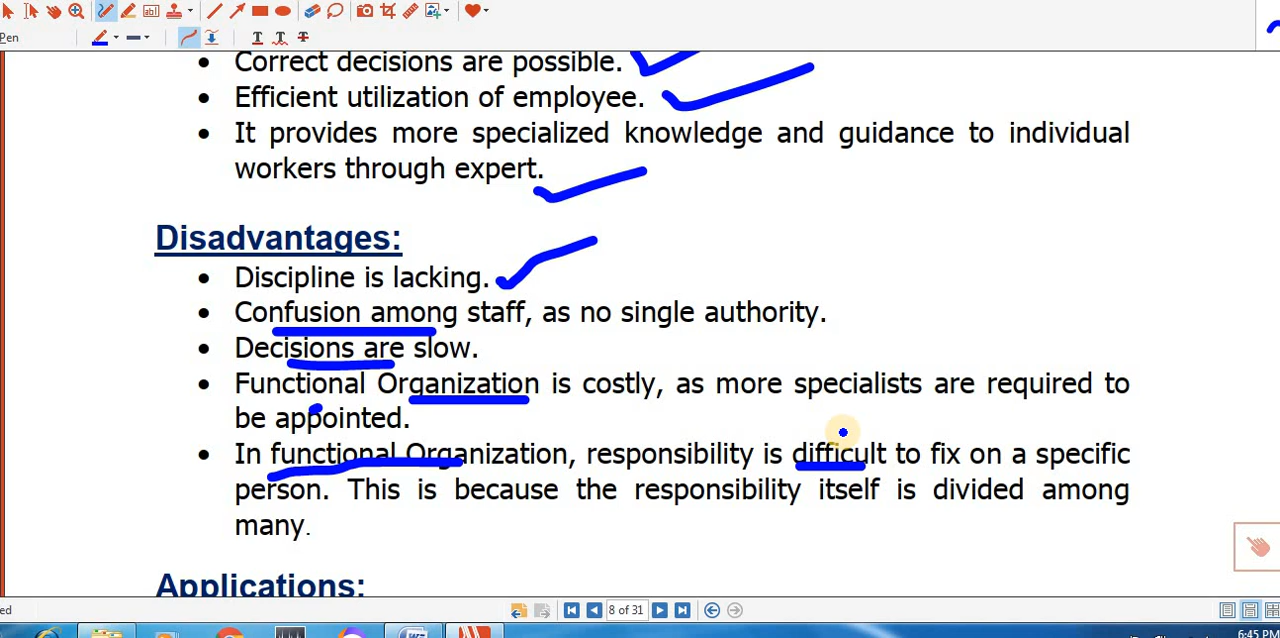 Pen
• Correct decisions are possible.
• Efficient utilization of employee.
• It provides more specialized knowledge and guidance to individual
workers through expert.
Disadvantages:
• Discipline is lacking.
• Confusion among staff, as no single authority.
• Decisions are slow.
• Functional Organization is costly, as more specialists are required to
be appointed.
• In functional Organization, responsibility is difficult to fix on a specific
person. This is because the responsibility itself is divided among
many.
Applications:
8 of 31
6:45 PM